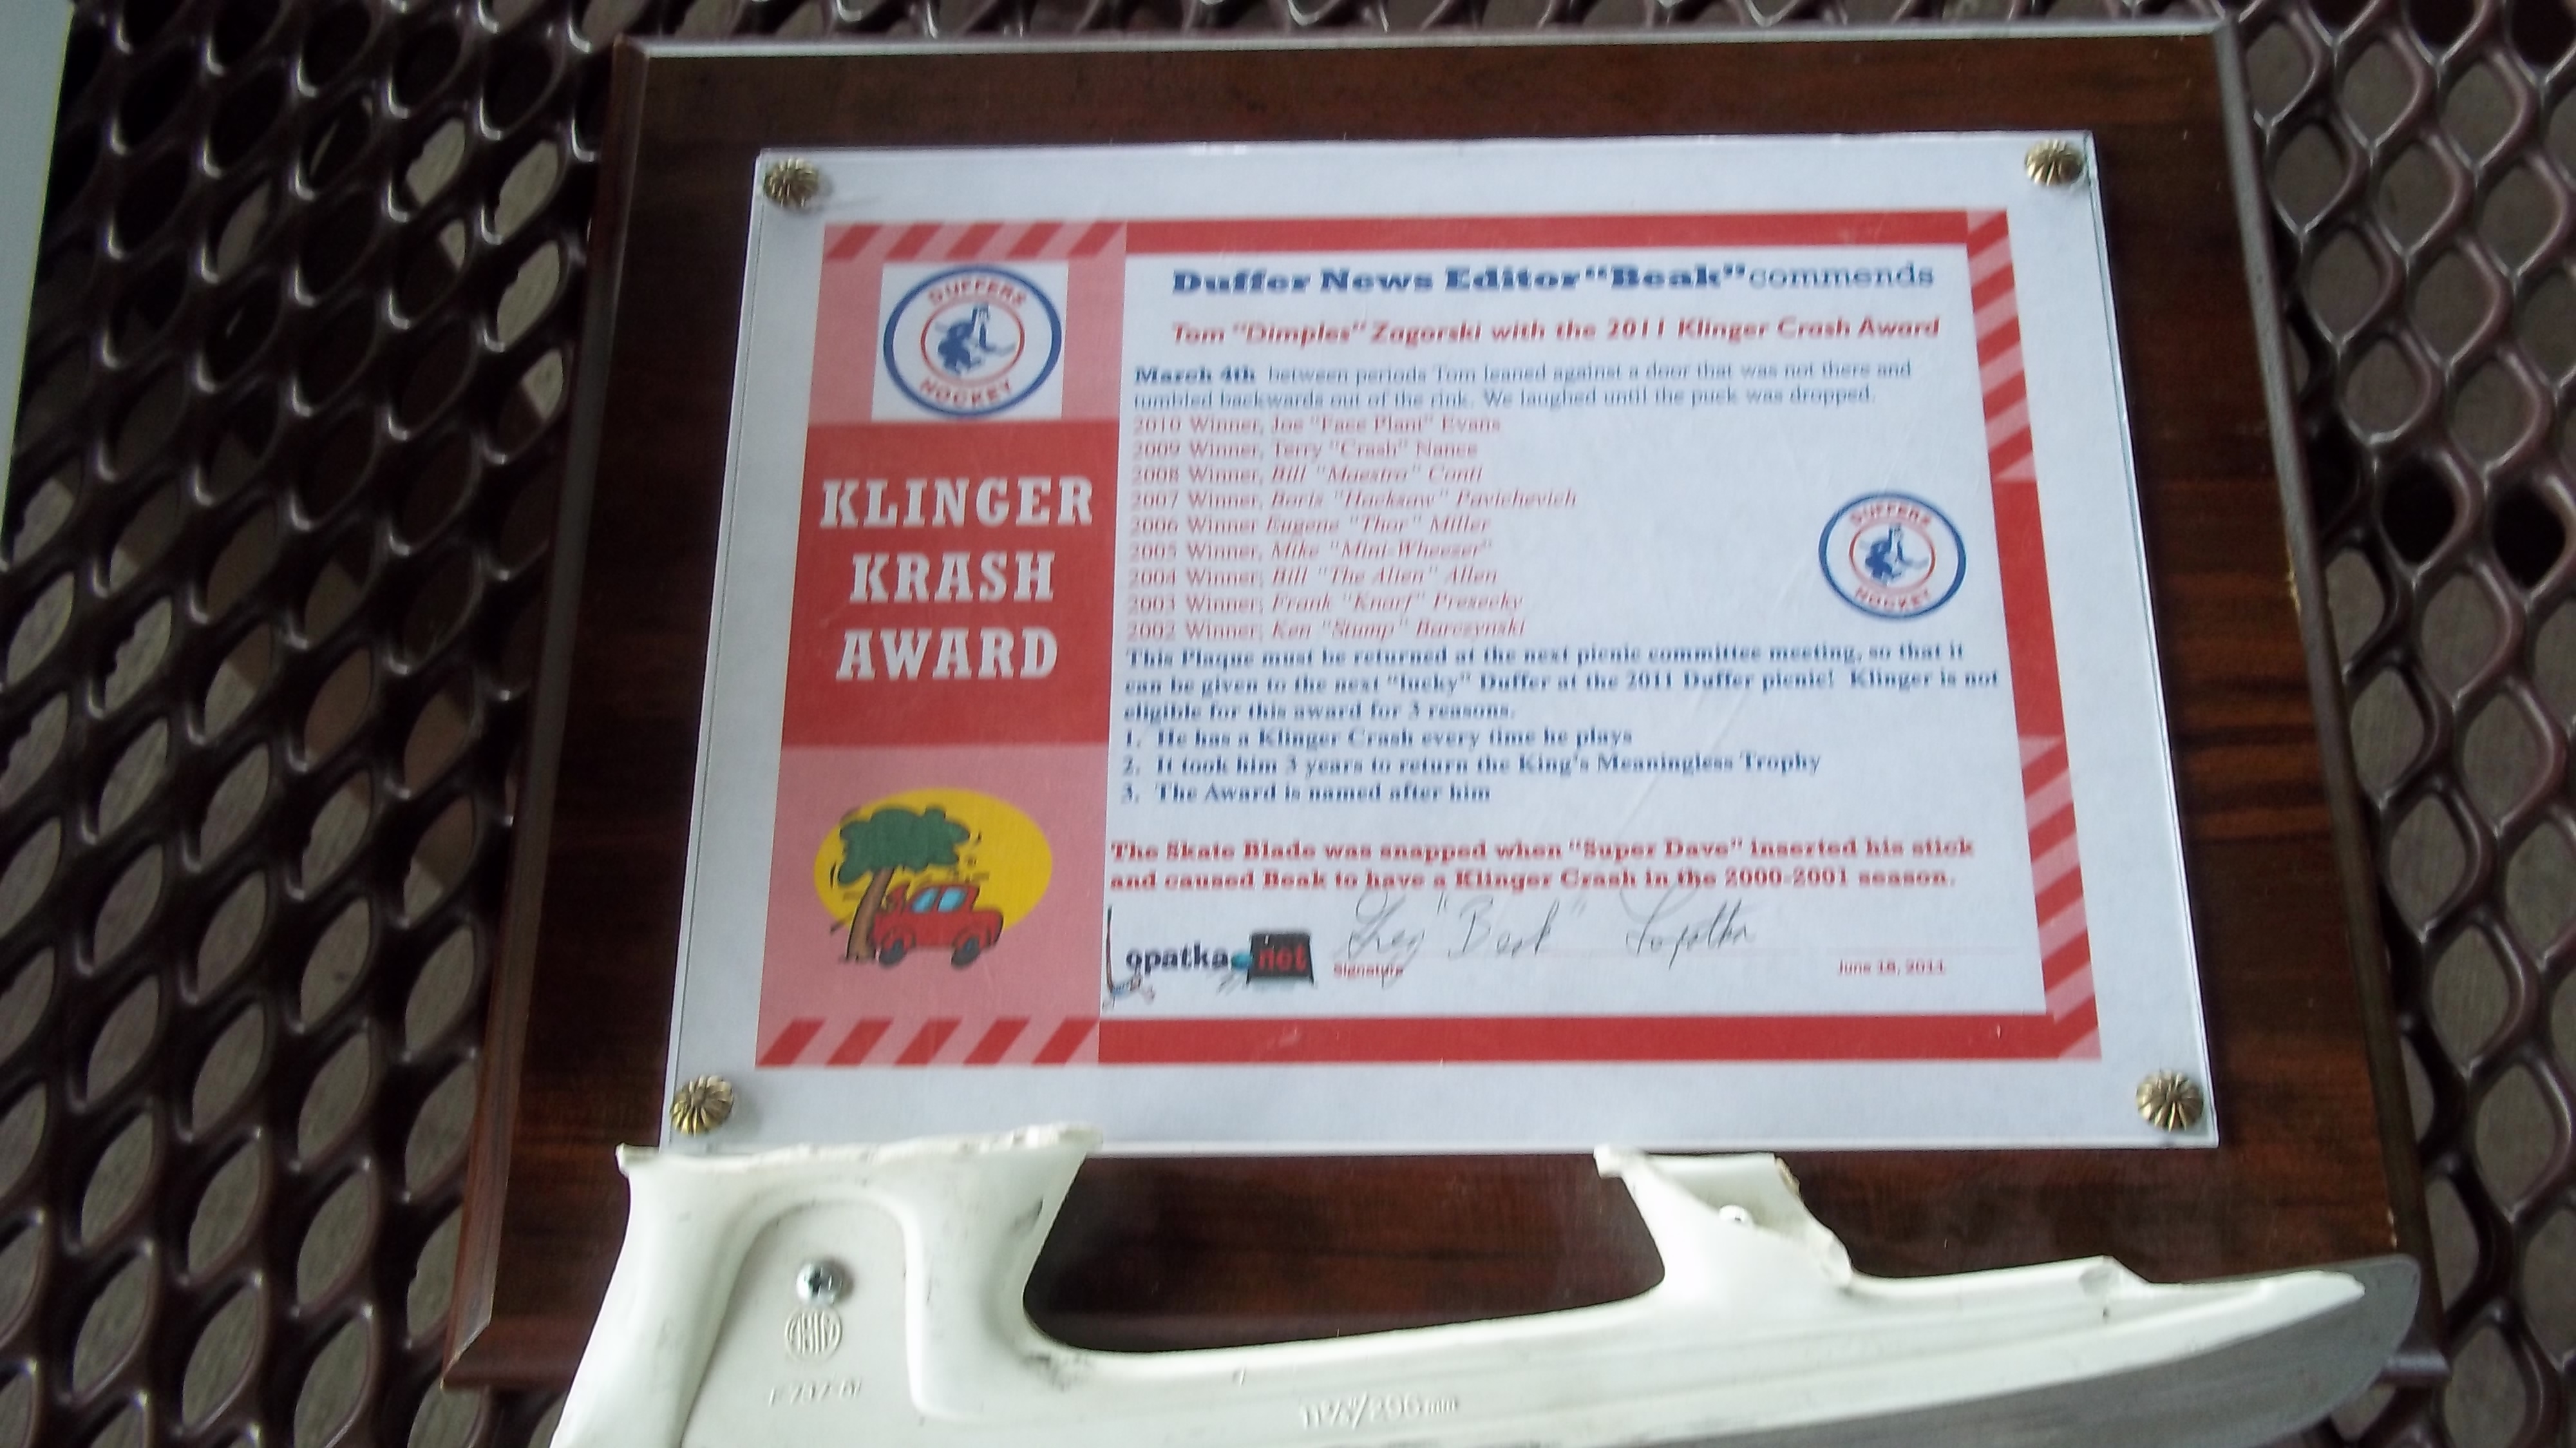 DUFFERS
HOCKEY
KLINGER
KRASH
AWARD
Duffer News Editor "Beak" commends
Tom "Dimples" Zagorski with the 2011 Klinger Crash Award
March 4th between periods Tom leaned against a door that was not there and
tumbled backwards out of the rink. We laughed until the puck was dropped.
2010 Winner, Joe "Face Plant" Evans
2009 Winner, Terry "Crash" Nance
2008 Winner, Bill "Maestro" Conti
2007 Winner, Boris "Hacksaw" Pavichevich
2006 Winner Eugene "Thor" Miller
2005 Winner, Mike "Mini-Wheezer"
2004 Winner; Bill "The Alien" Allen
2003 Winner; Frank "Knarf" Presecky
2002 Winner; Ken "Stump" Barczynski
DUFFERS
HOCKEY
This Plaque must be returned at the next picnic committee meeting, so that it
can be given to the next "lucky" Duffer at the 2011 Duffer picnic! Klinger is not
eligible for this award for 3 reasons.
1. He has a Klinger Crash every time he plays
2. It took him 3 years to return the King's Meaningless Trophy
3. The Award is named after him
The Skate Blade was snapped when "Super Dave" inserted his stick
and caused Beak to have a Klinger Crash in the 2000-2001 season.
Greg "Beak" Lopatka
Lopatka.net
Signature
June 18, 2011
296mm